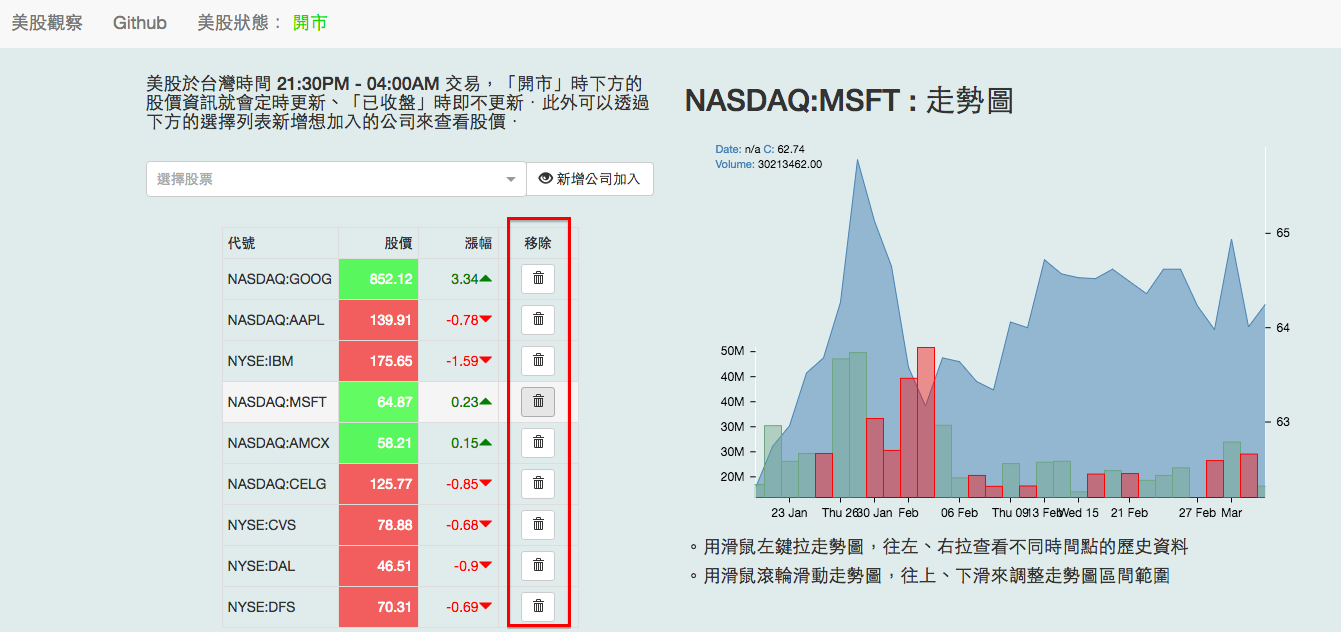 美股觀察 Github 美股狀態： 開市
美股於台灣時間 21:30PM - 04:00AM 交易，「開市」時下方的
股價資訊就會定時更新、「已收盤」時即不更新．此外可以透過
下方的選擇列表新增想加入的公司來查看股價．
選擇股票 新增公司加入
代號 股價 漲幅 移除
NASDAQ:GOOG 852.12 3.34
NASDAQ:AAPL 139.91 -0.78
NYSE:IBM 175.65 -1.59
NASDAQ:MSFT 64.87 0.23
NASDAQ:AMCX 58.21 0.15
NASDAQ:CELG 125.77 -0.85
NYSE:CVS 78.88 -0.68
NYSE:DAL 46.51 -0.9
NYSE:DFS 70.31 -0.69
NASDAQ:MSFT : 走勢圖
Date: n/a C: 62.74
Volume: 30213462.00
65
64
63
50M
40M
40M
30M
30M
20M
23 Jan Thu 26 30 Jan Feb 06 Feb Thu 09 13 Feb Wed 15 21 Feb 27 Feb Mar
。用滑鼠左鍵拉走勢圖，往左、右拉查看不同時間點的歷史資料
。用滑鼠滾輪滑動走勢圖，往上、下滑來調整走勢圖區間範圍